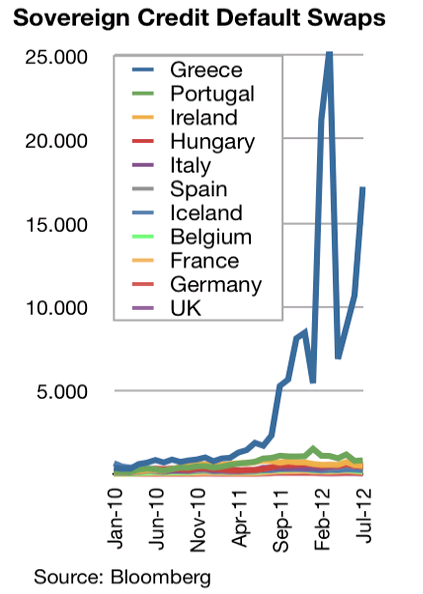 Sovereign Credit Default Swaps
25.000
20.000
15.000
10.000
5.000
Greece
Portugal
Ireland
Hungary
Italy
Spain
Iceland
Belgium
France
Germany
UK
Jan-10
Jun-10
Nov-10
Apr-11
Sep-11
Feb-12
Jul-12
Source: Bloomberg